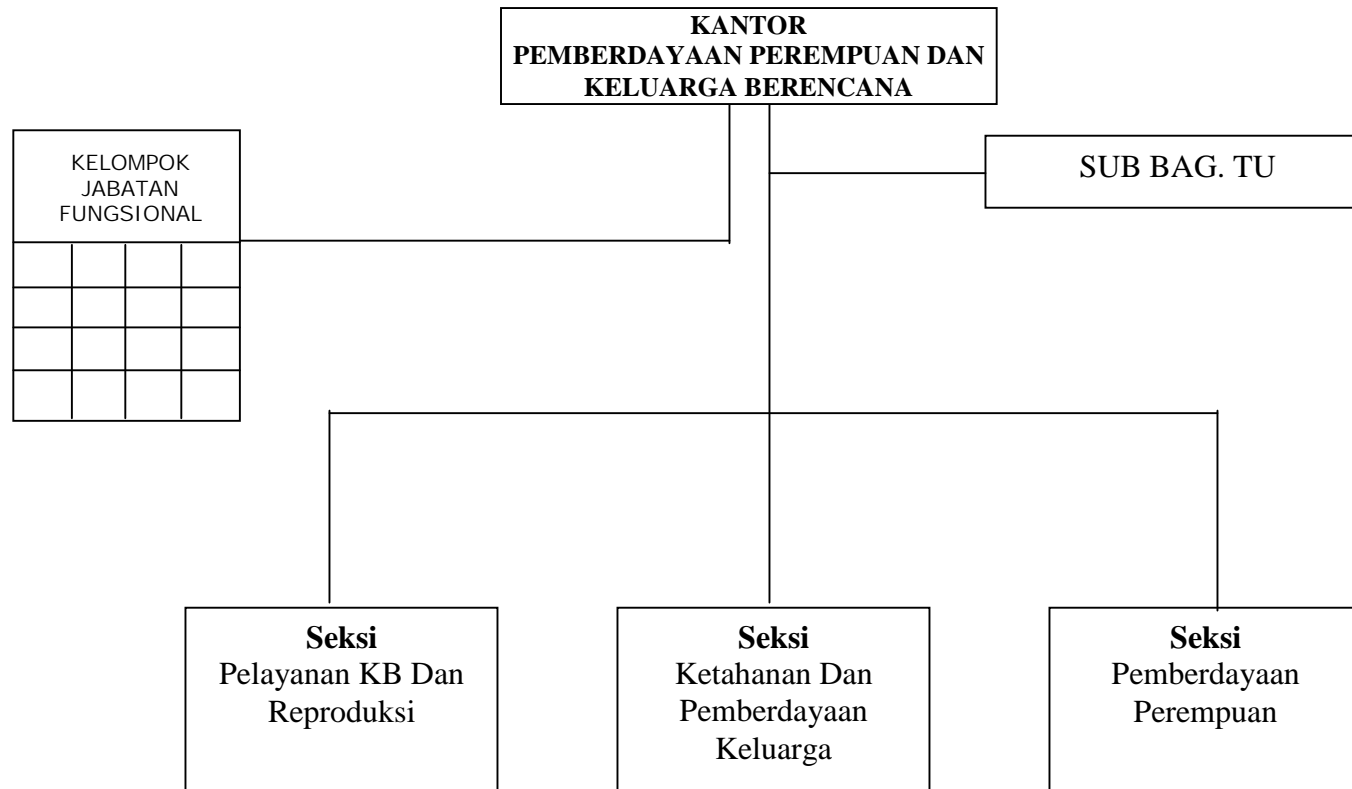 KANTOR
PEMBERDAYAAN PEREMPUAN DAN
KELUARGA BERENCANA
KELOMPOK
JABATAN
FUNGSIONAL
SUB BAG. TU
Seksi
Pelayanan KB Dan
Reproduksi
Seksi
Ketahanan Dan
Pemberdayaan
Keluarga
Seksi
Pemberdayaan
Perempuan